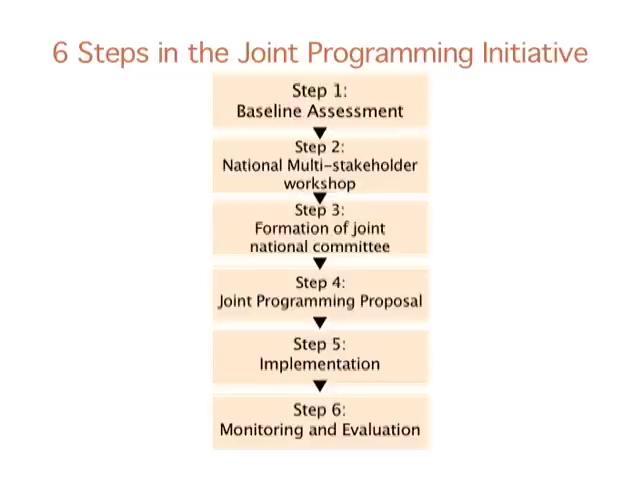 6 Steps in the Joint Programming Initiative
Step 1:
Baseline Assessment
Step 2:
National Multi-stakeholder
workshop
Step 3:
Formation of joint
national committee
Step 4:
Joint Programming Proposal
Step 5:
Implementation
Step 6:
Monitoring and Evaluation